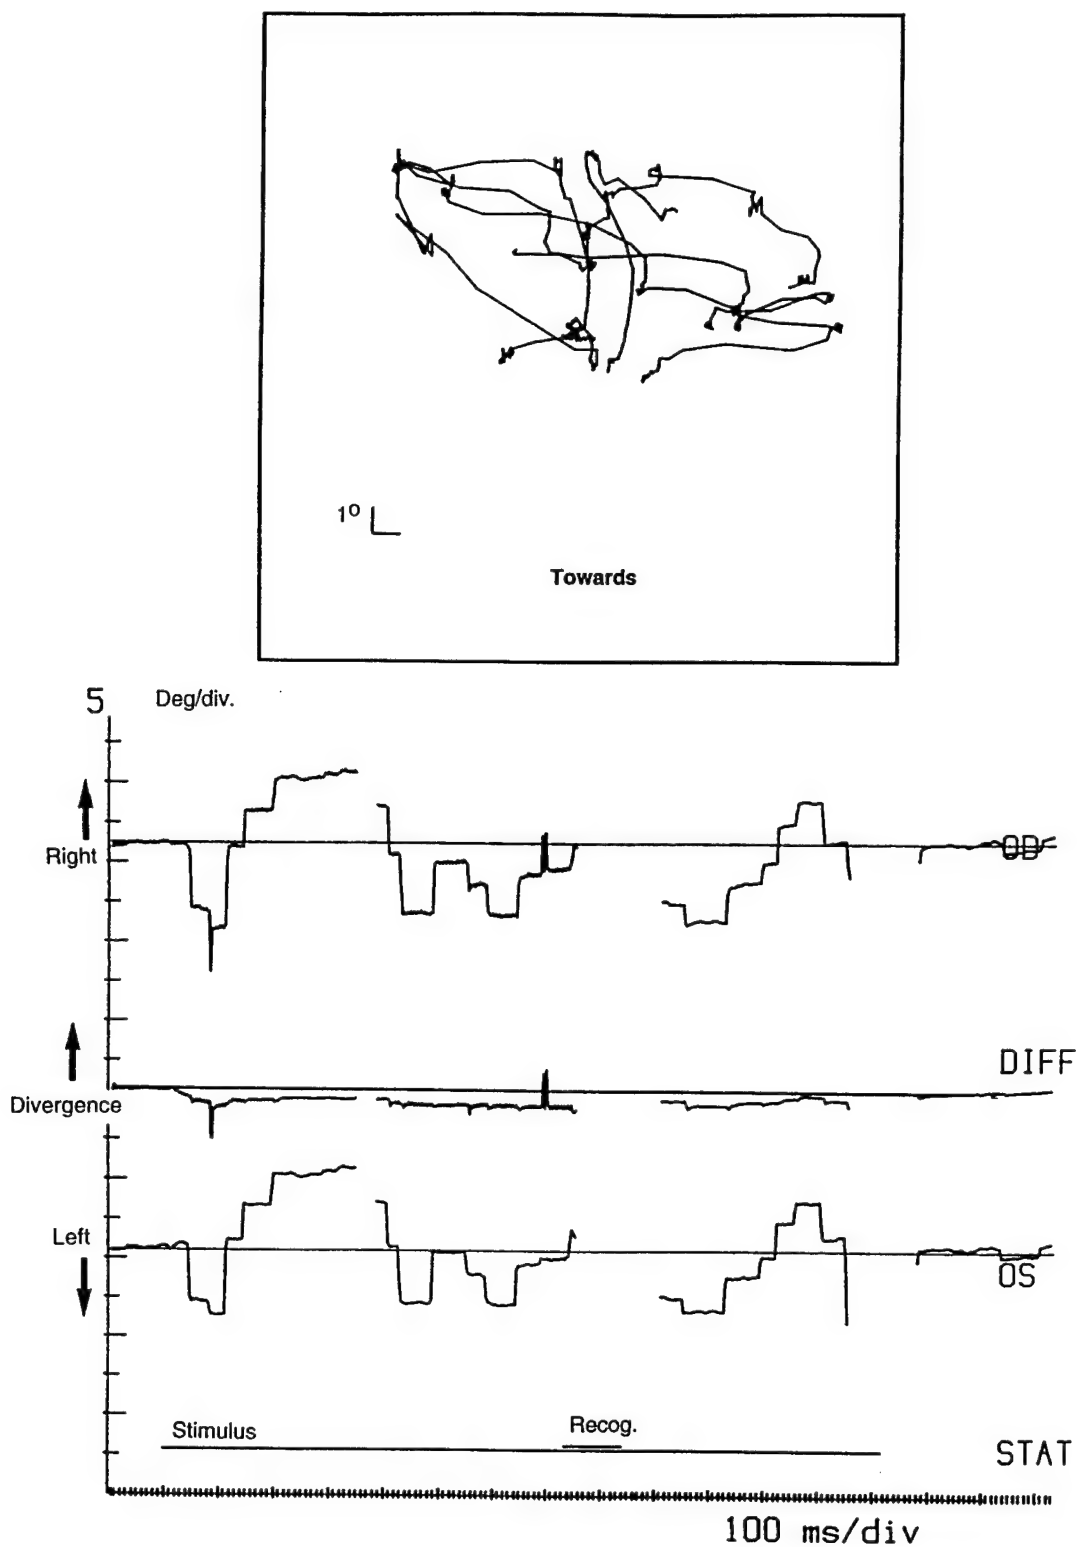 1°
Towards
5 Deg/div.
Right
OD
DIFF
Divergence
Left
OS
Stimulus
Recog.
STAT
100 ms/div